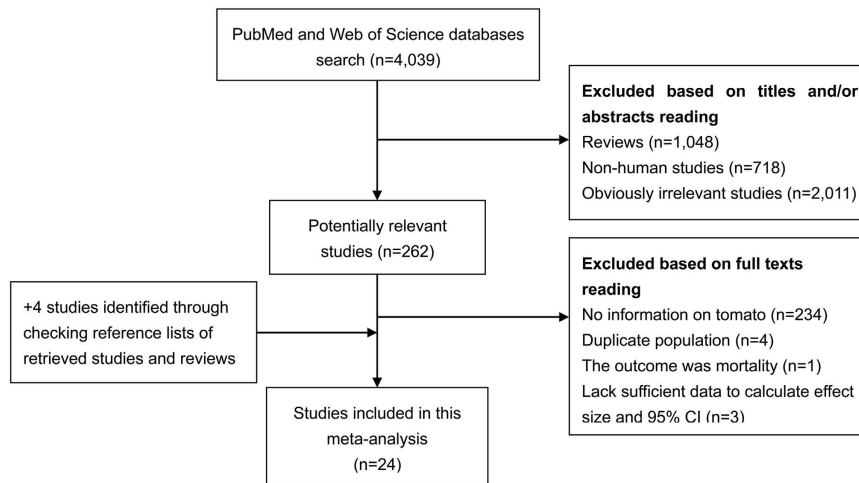 PubMed and Web of Science databases
search (n=4,039)
Excluded based on titles and/or
abstracts reading
Reviews (n=1,048)
Non-human studies (n=718)
Obviously irrelevant studies (n=2,011)
Potentially relevant
studies (n=262)
Excluded based on full texts
reading
No information on tomato (n=234)
Duplicate population (n=4)
The outcome was mortality (n=1)
Lack sufficient data to calculate effect
size and 95% CI (n=3)
+4 studies identified through
checking reference lists of
retrieved studies and reviews
Studies included in this
meta-analysis
(n=24)